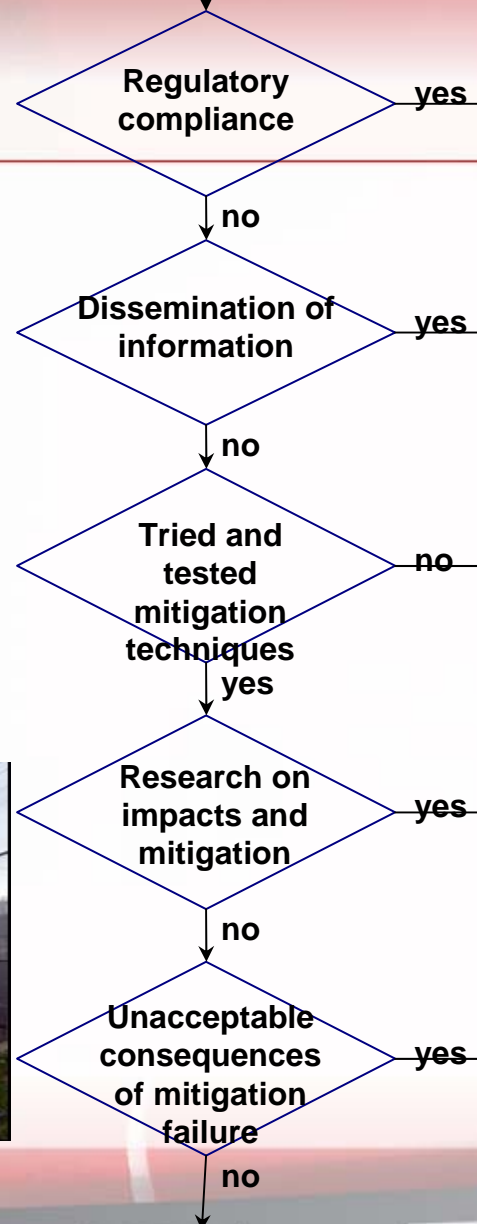 Regulatory
compliance
yes
no
Dissemination of
information
yes
no
Tried and
tested
mitigation
techniques
no
yes
Research on
impacts and
mitigation
yes
no
Unacceptable
consequences
of mitigation
failure
yes
no